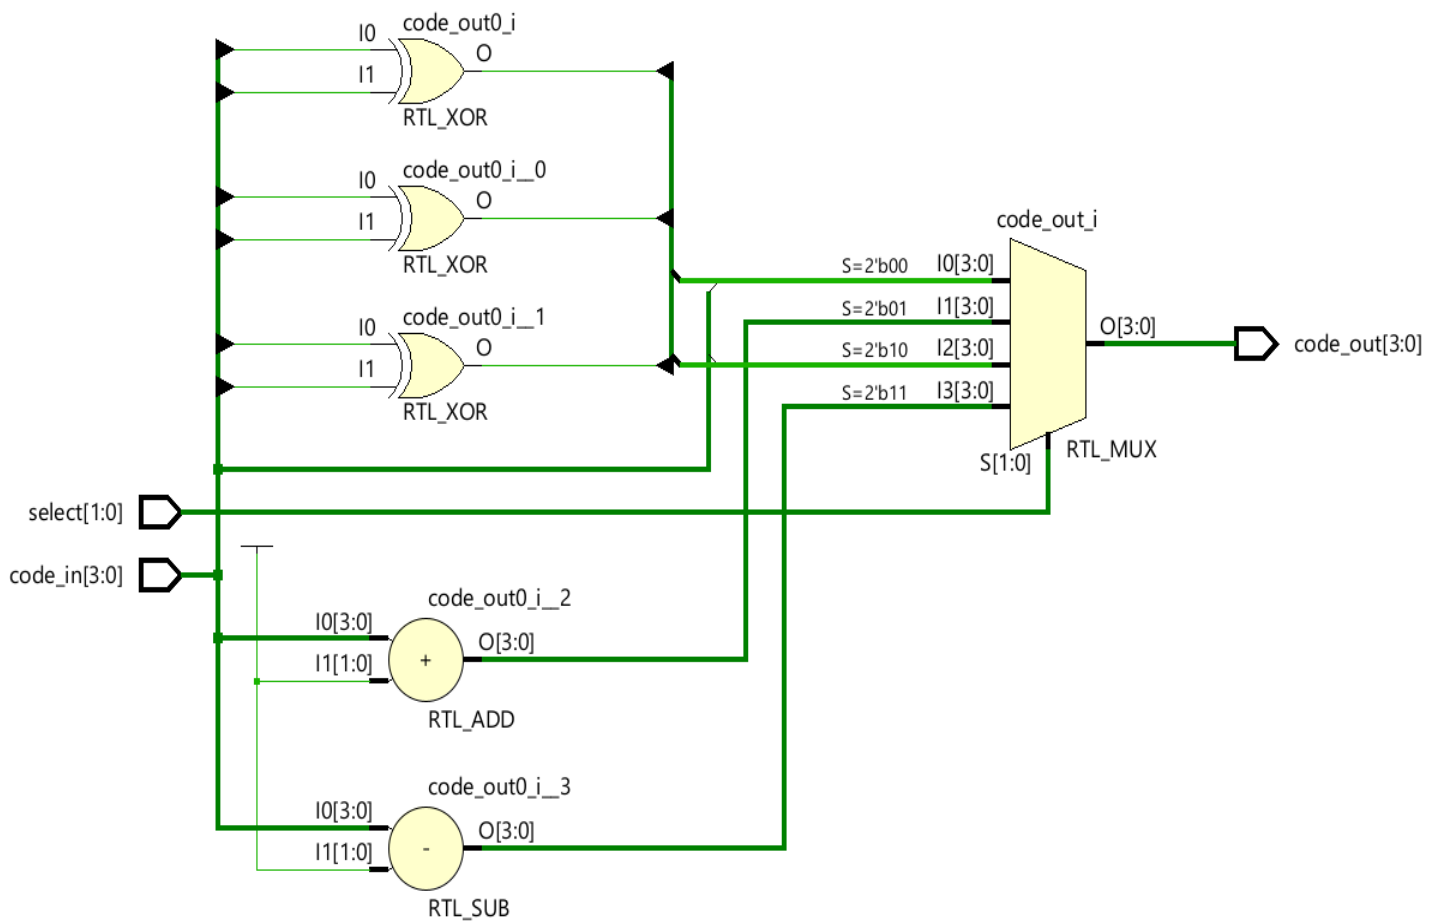 code_out0_i
I0
I1
O
RTL_XOR
code_out0_i__0
I0
I1
O
RTL_XOR
code_out0_i__1
I0
I1
O
RTL_XOR
code_out_i
S=2'b00 I0[3:0]
S=2'b01 I1[3:0]
S=2'b10 I2[3:0]
S=2'b11 I3[3:0]
O[3:0]
code_out[3:0]
S[1:0]
RTL_MUX
select[1:0]
code_in[3:0]
code_out0_i__2
I0[3:0]
I1[1:0]
+
O[3:0]
RTL_ADD
code_out0_i__3
I0[3:0]
I1[1:0]
-
O[3:0]
RTL_SUB